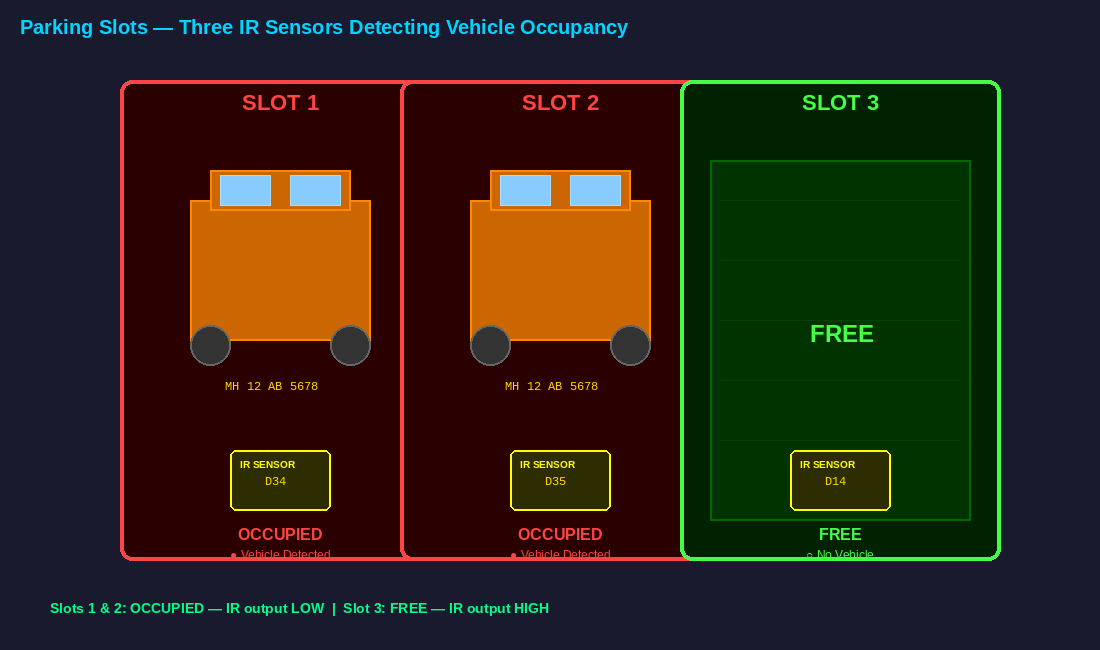 Parking Slots — Three IR Sensors Detecting Vehicle Occupancy
SLOT 1
MH 12 AB 5678
IR SENSOR
D34
OCCUPIED
● Vehicle Detected
SLOT 2
MH 12 AB 5678
IR SENSOR
D35
OCCUPIED
● Vehicle Detected
SLOT 3
FREE
IR SENSOR
D14
FREE
○ No Vehicle
Slots 1 & 2: OCCUPIED — IR output LOW | Slot 3: FREE — IR output HIGH